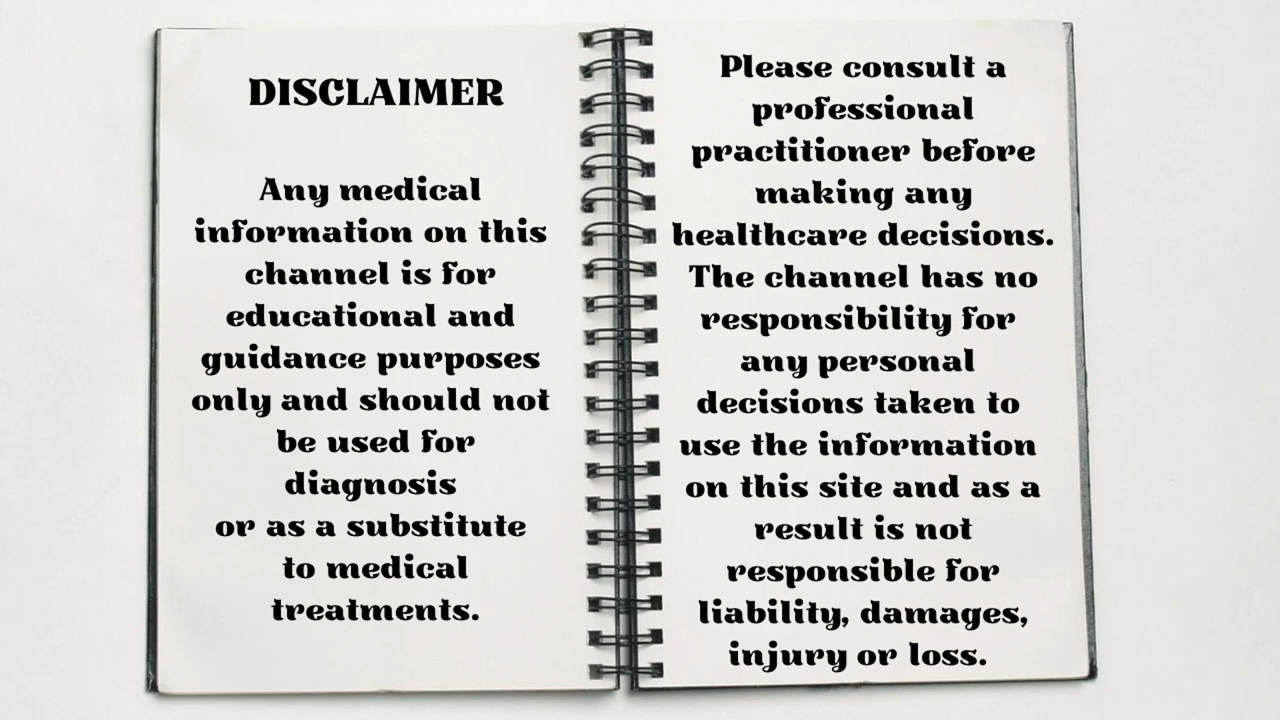 DISCLAIMER
Any medical
information on this
channel is for
educational and
guidance purposes
only and should not
be used for
diagnosis
or as a substitute
to medical
treatments.
Please consult a
professional
practitioner before
making any
healthcare decisions.
The channel has no
responsibility for
any personal
decisions taken to
use the information
on this site and as a
result is not
responsible for
liability, damages,
injury or loss.